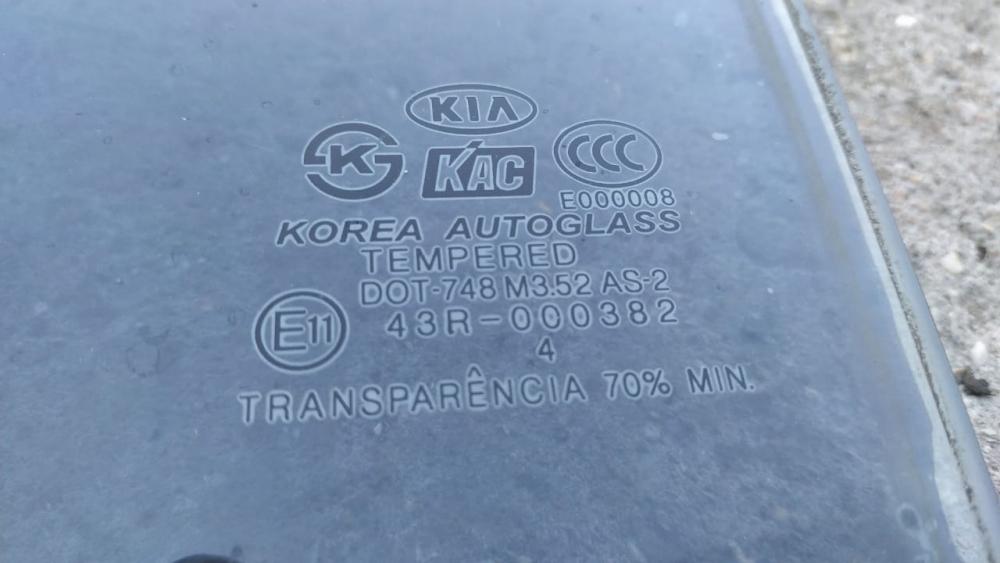 KIA
K KAC CCC
E000008
KOREA AUTOGLASS
TEMPERED
DOT-748 M3.52 AS-2
E11 43R-000382
4
TRANSPARÊNCIA 70% MIN.